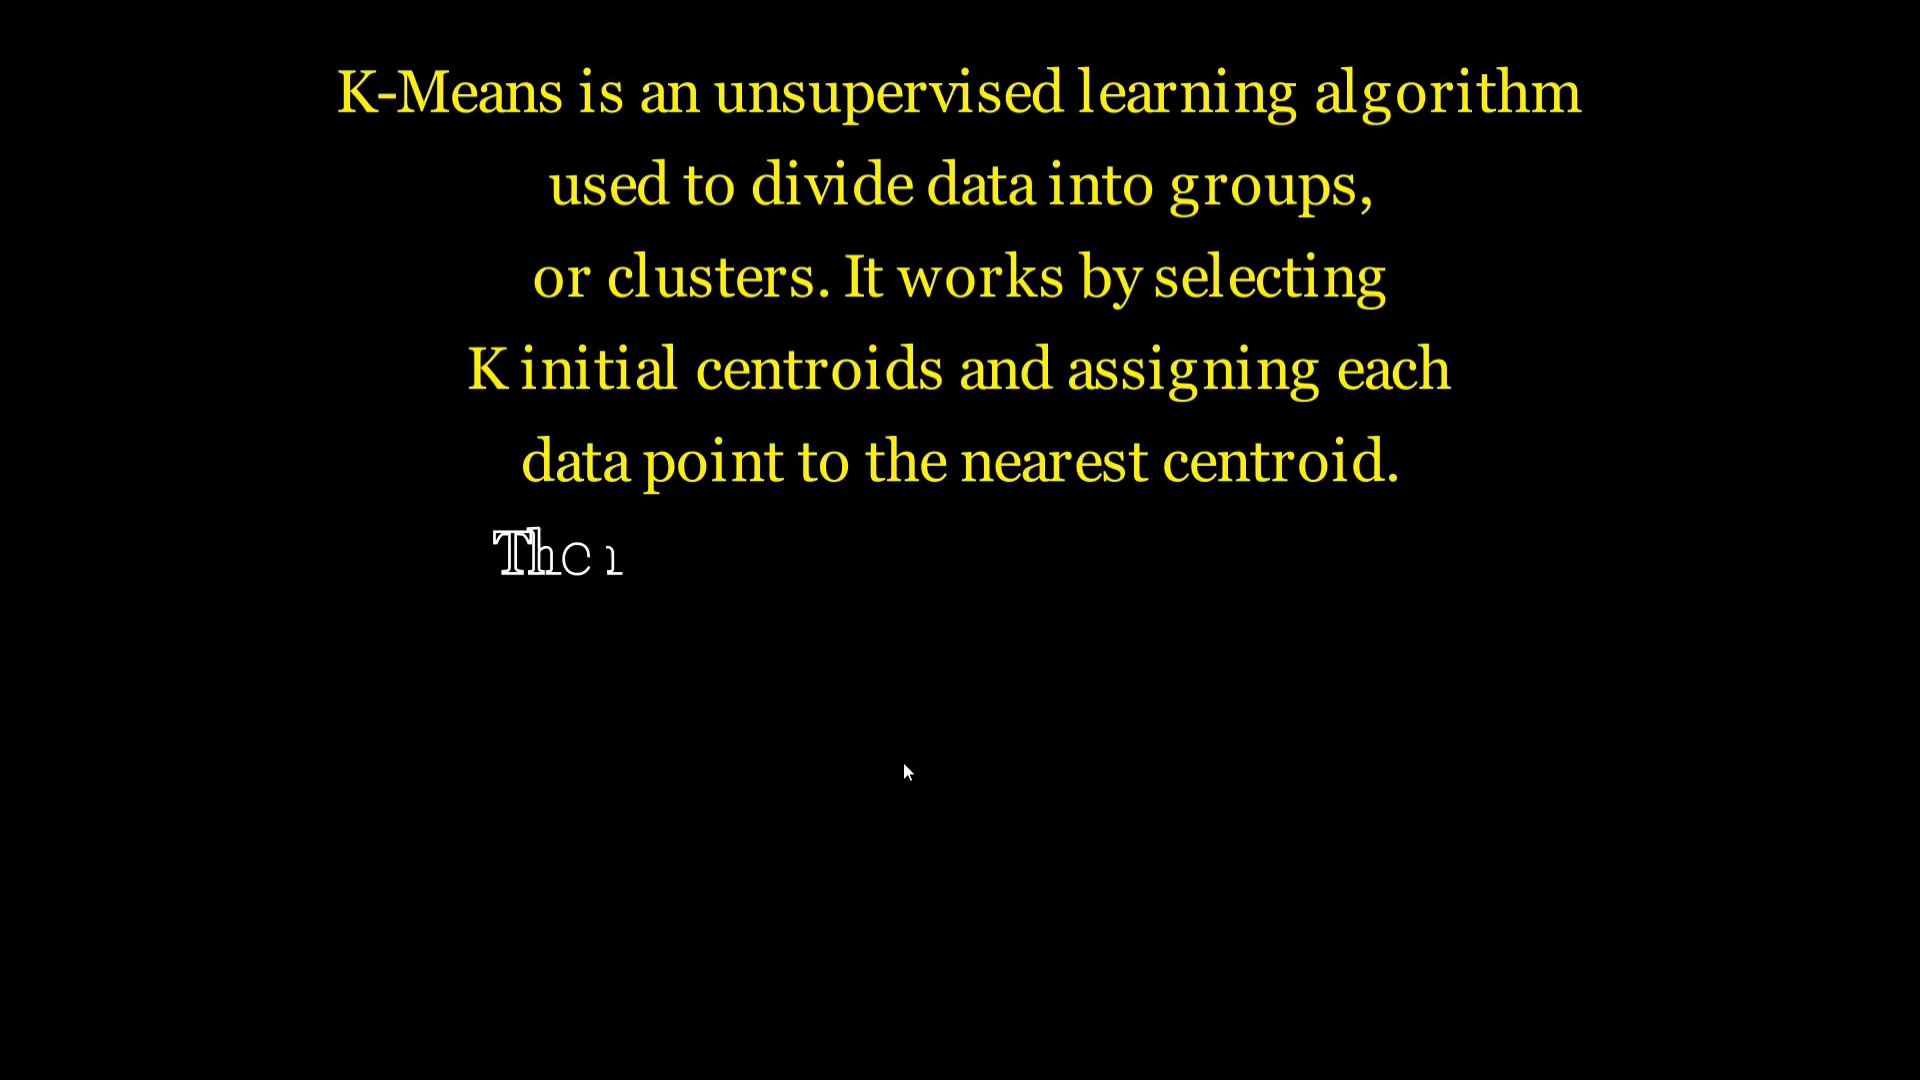 K-Means is an unsupervised learning algorithm
used to divide data into groups,
or clusters. It works by selecting
K initial centroids and assigning each
data point to the nearest centroid.